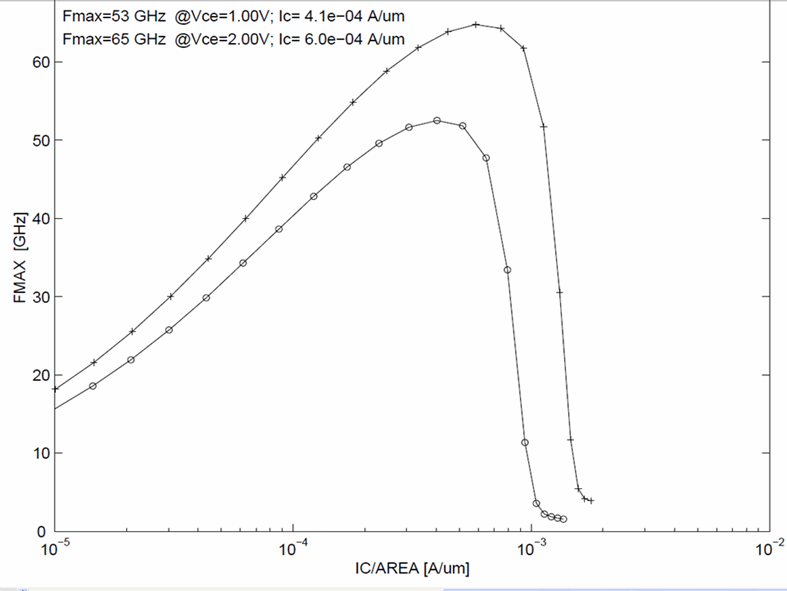 Fmax=53 GHz @Vce=1.00V; Ic= 4.1e−04 A/um
Fmax=65 GHz @Vce=2.00V; Ic= 6.0e−04 A/um
60
50
40
30
20
10
0
FMAX [GHz]
10−5
10−4
10−3
10−2
IC/AREA [A/um]